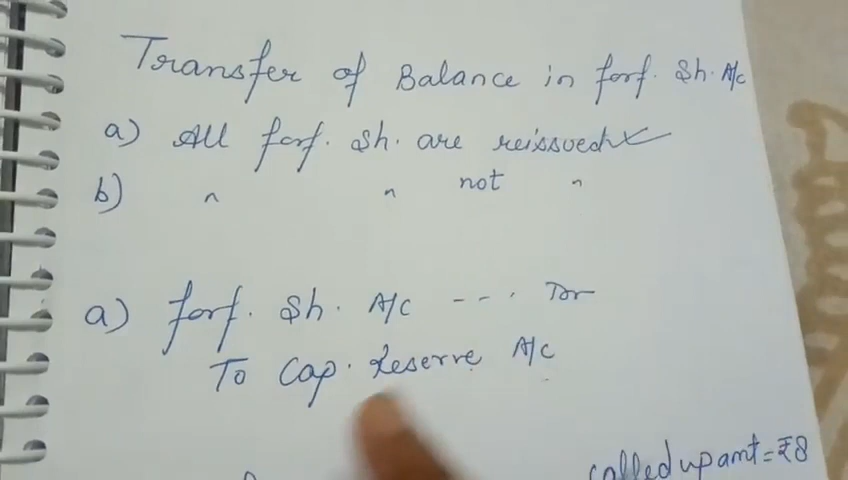 Transfer of Balance in forf. Sh. A/c
a) All forf. Sh. are reissued
b) " " not "
a) forf. Sh. A/c ---. Dr
To Cap. Reserve A/c
called up amt = ₹8